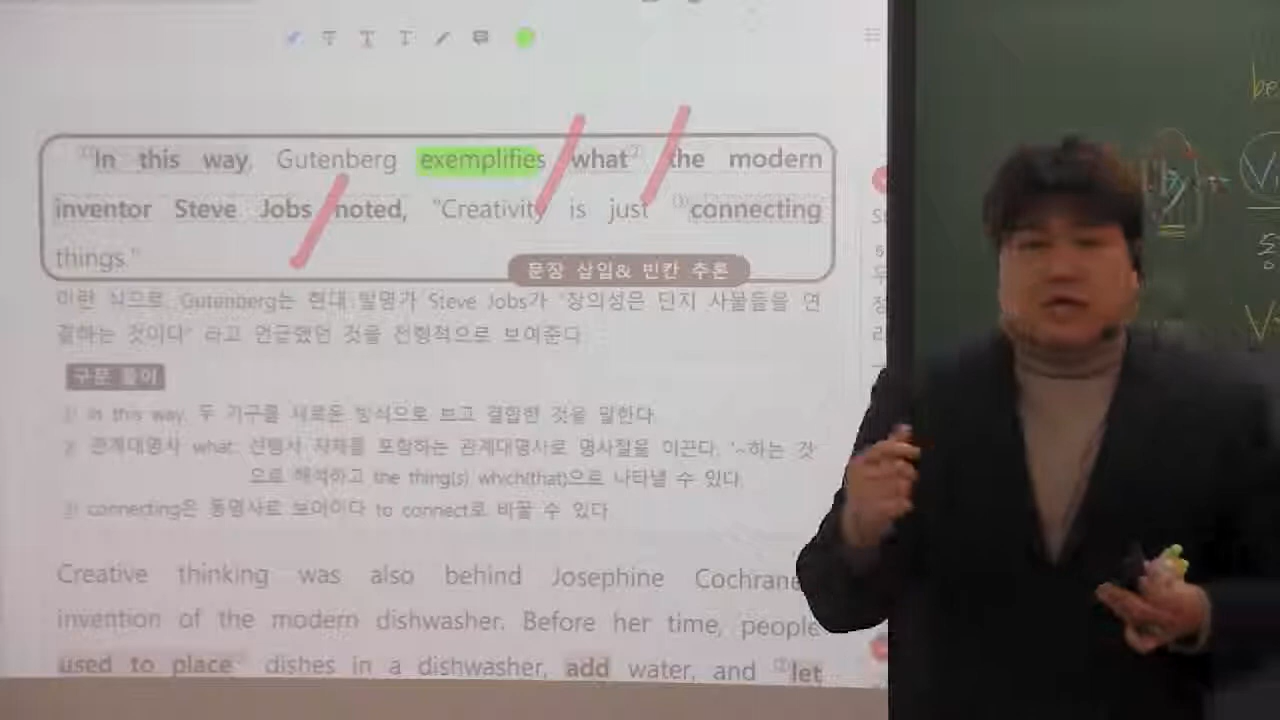 ①In this way, Gutenberg exemplifies what② the modern
inventor Steve Jobs noted, "Creativity is just ③connecting
things."
문장 삽입& 빈칸 추론
이런 식으로, Gutenberg는 현대 발명가 Steve Jobs가 "창의성은 단지 사물들을 연
결하는 것이다" 라고 언급했던 것을 전형적으로 보여준다.
구문 풀이
① In this way: 두 기구를 새로운 방식으로 보고 결합한 것을 말한다.
② 관계대명사 what: 선행사 자체를 포함하는 관계대명사로 명사절을 이끈다. '~하는 것'
으로 해석하고 the thing(s) which(that)으로 나타낼 수 있다.
③ connecting은 동명사로 보어이다 to connect로 바꿀 수 있다.
Creative thinking was also behind Josephine Cochrane
invention of the modern dishwasher. Before her time, people
used to place dishes in a dishwasher, add water, and ②let
be
V